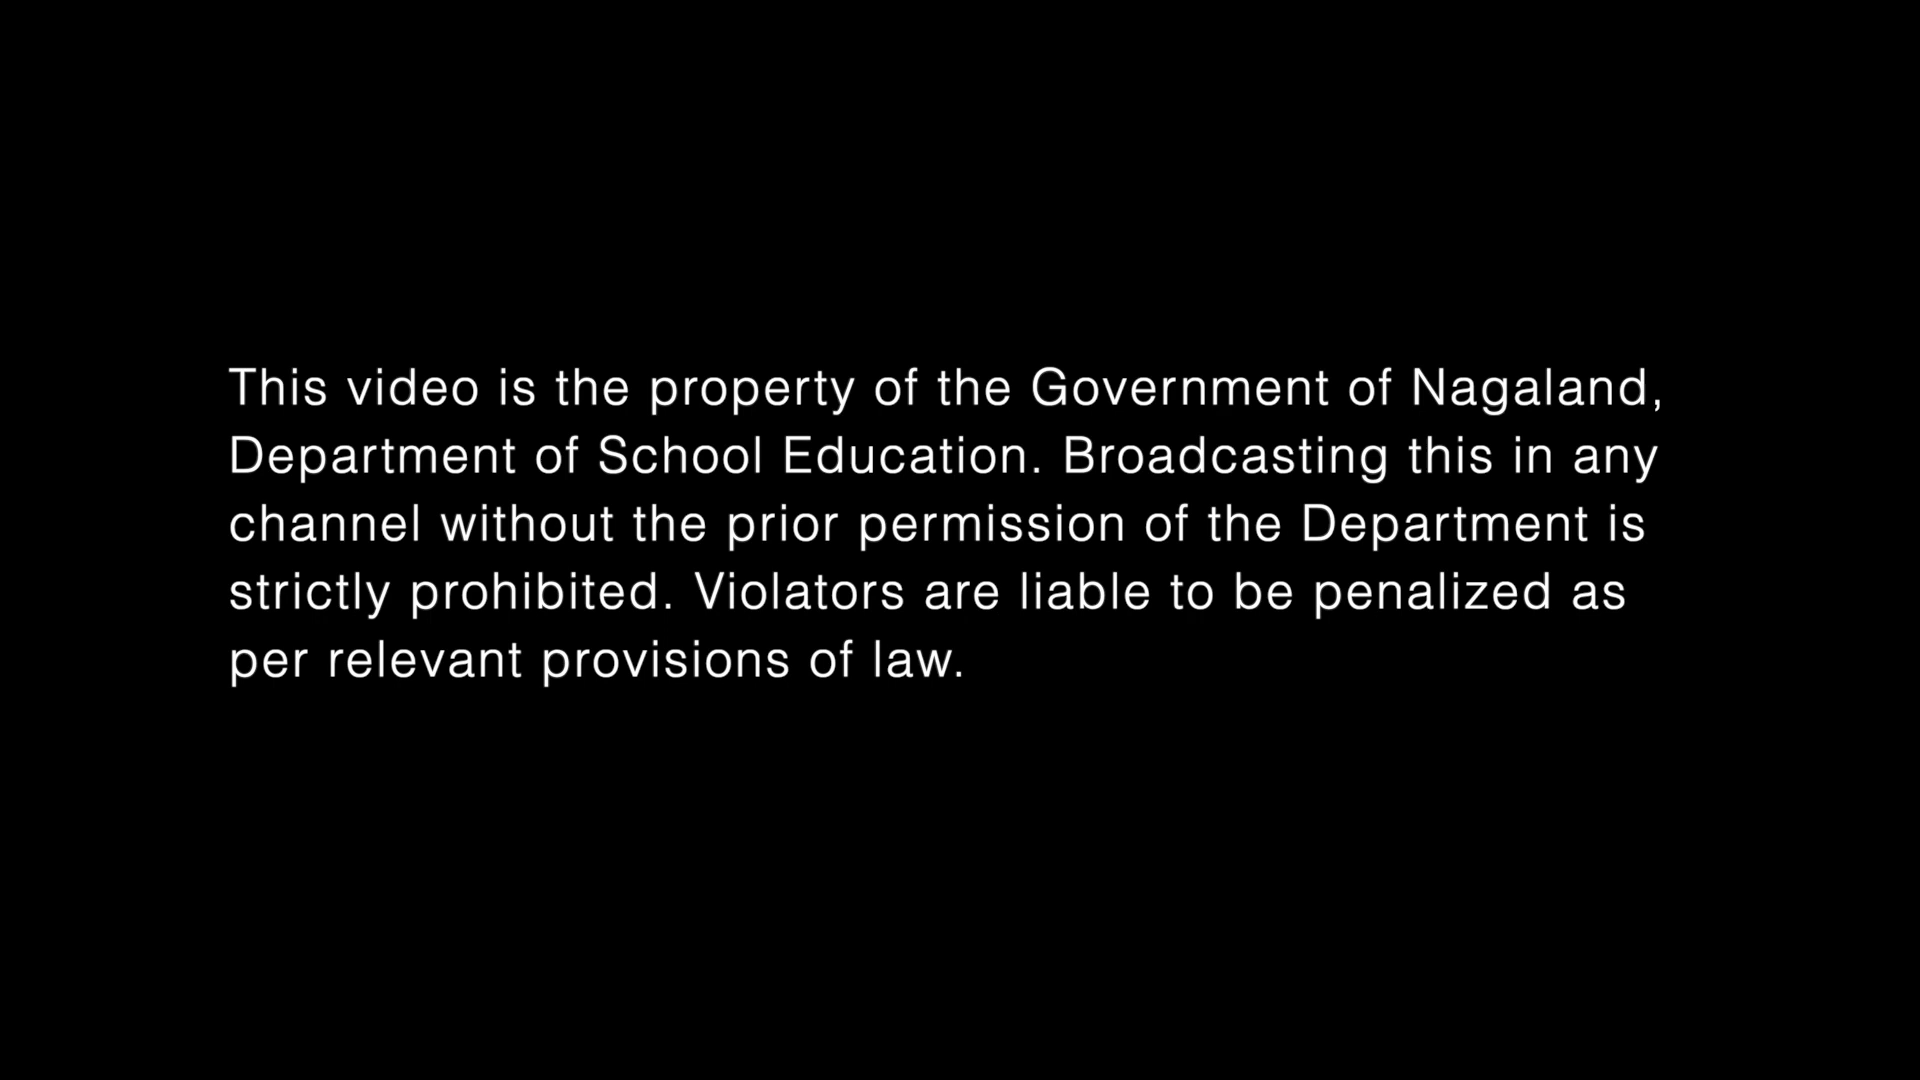 This video is the property of the Government of Nagaland,
Department of School Education. Broadcasting this in any
channel without the prior permission of the Department is
strictly prohibited. Violators are liable to be penalized as
per relevant provisions of law.